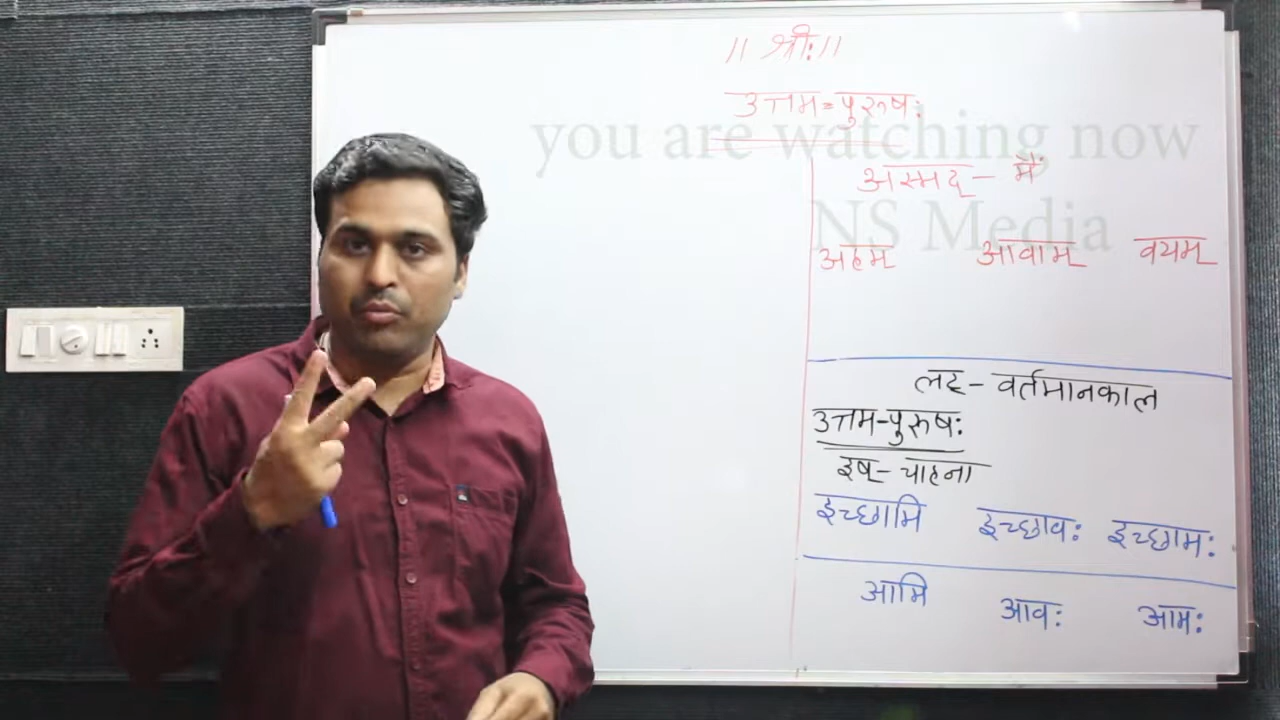 ॥ श्रीः॥
उत्तम-पुरुषः
you are watching now
अस्मद् - मैं
NS Media
अहम् आवाम् वयम्
लट् - वर्तमानकाल
उत्तम-पुरुषः
इष् - चाहना
इच्छामि इच्छावः इच्छामः
आमि आवः आमः